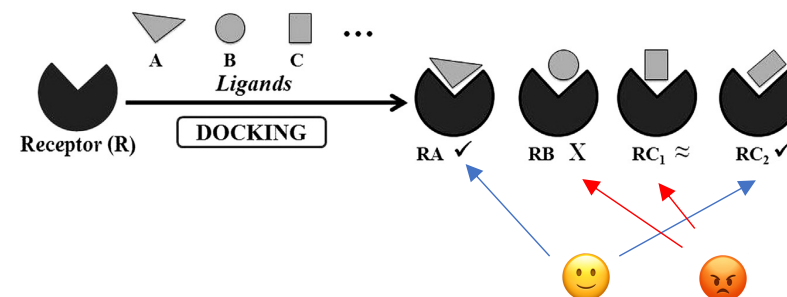 A B C ...
Ligands
DOCKING
Receptor (R)
RA ✓ RB X RC₁ ≈ RC₂ ✓